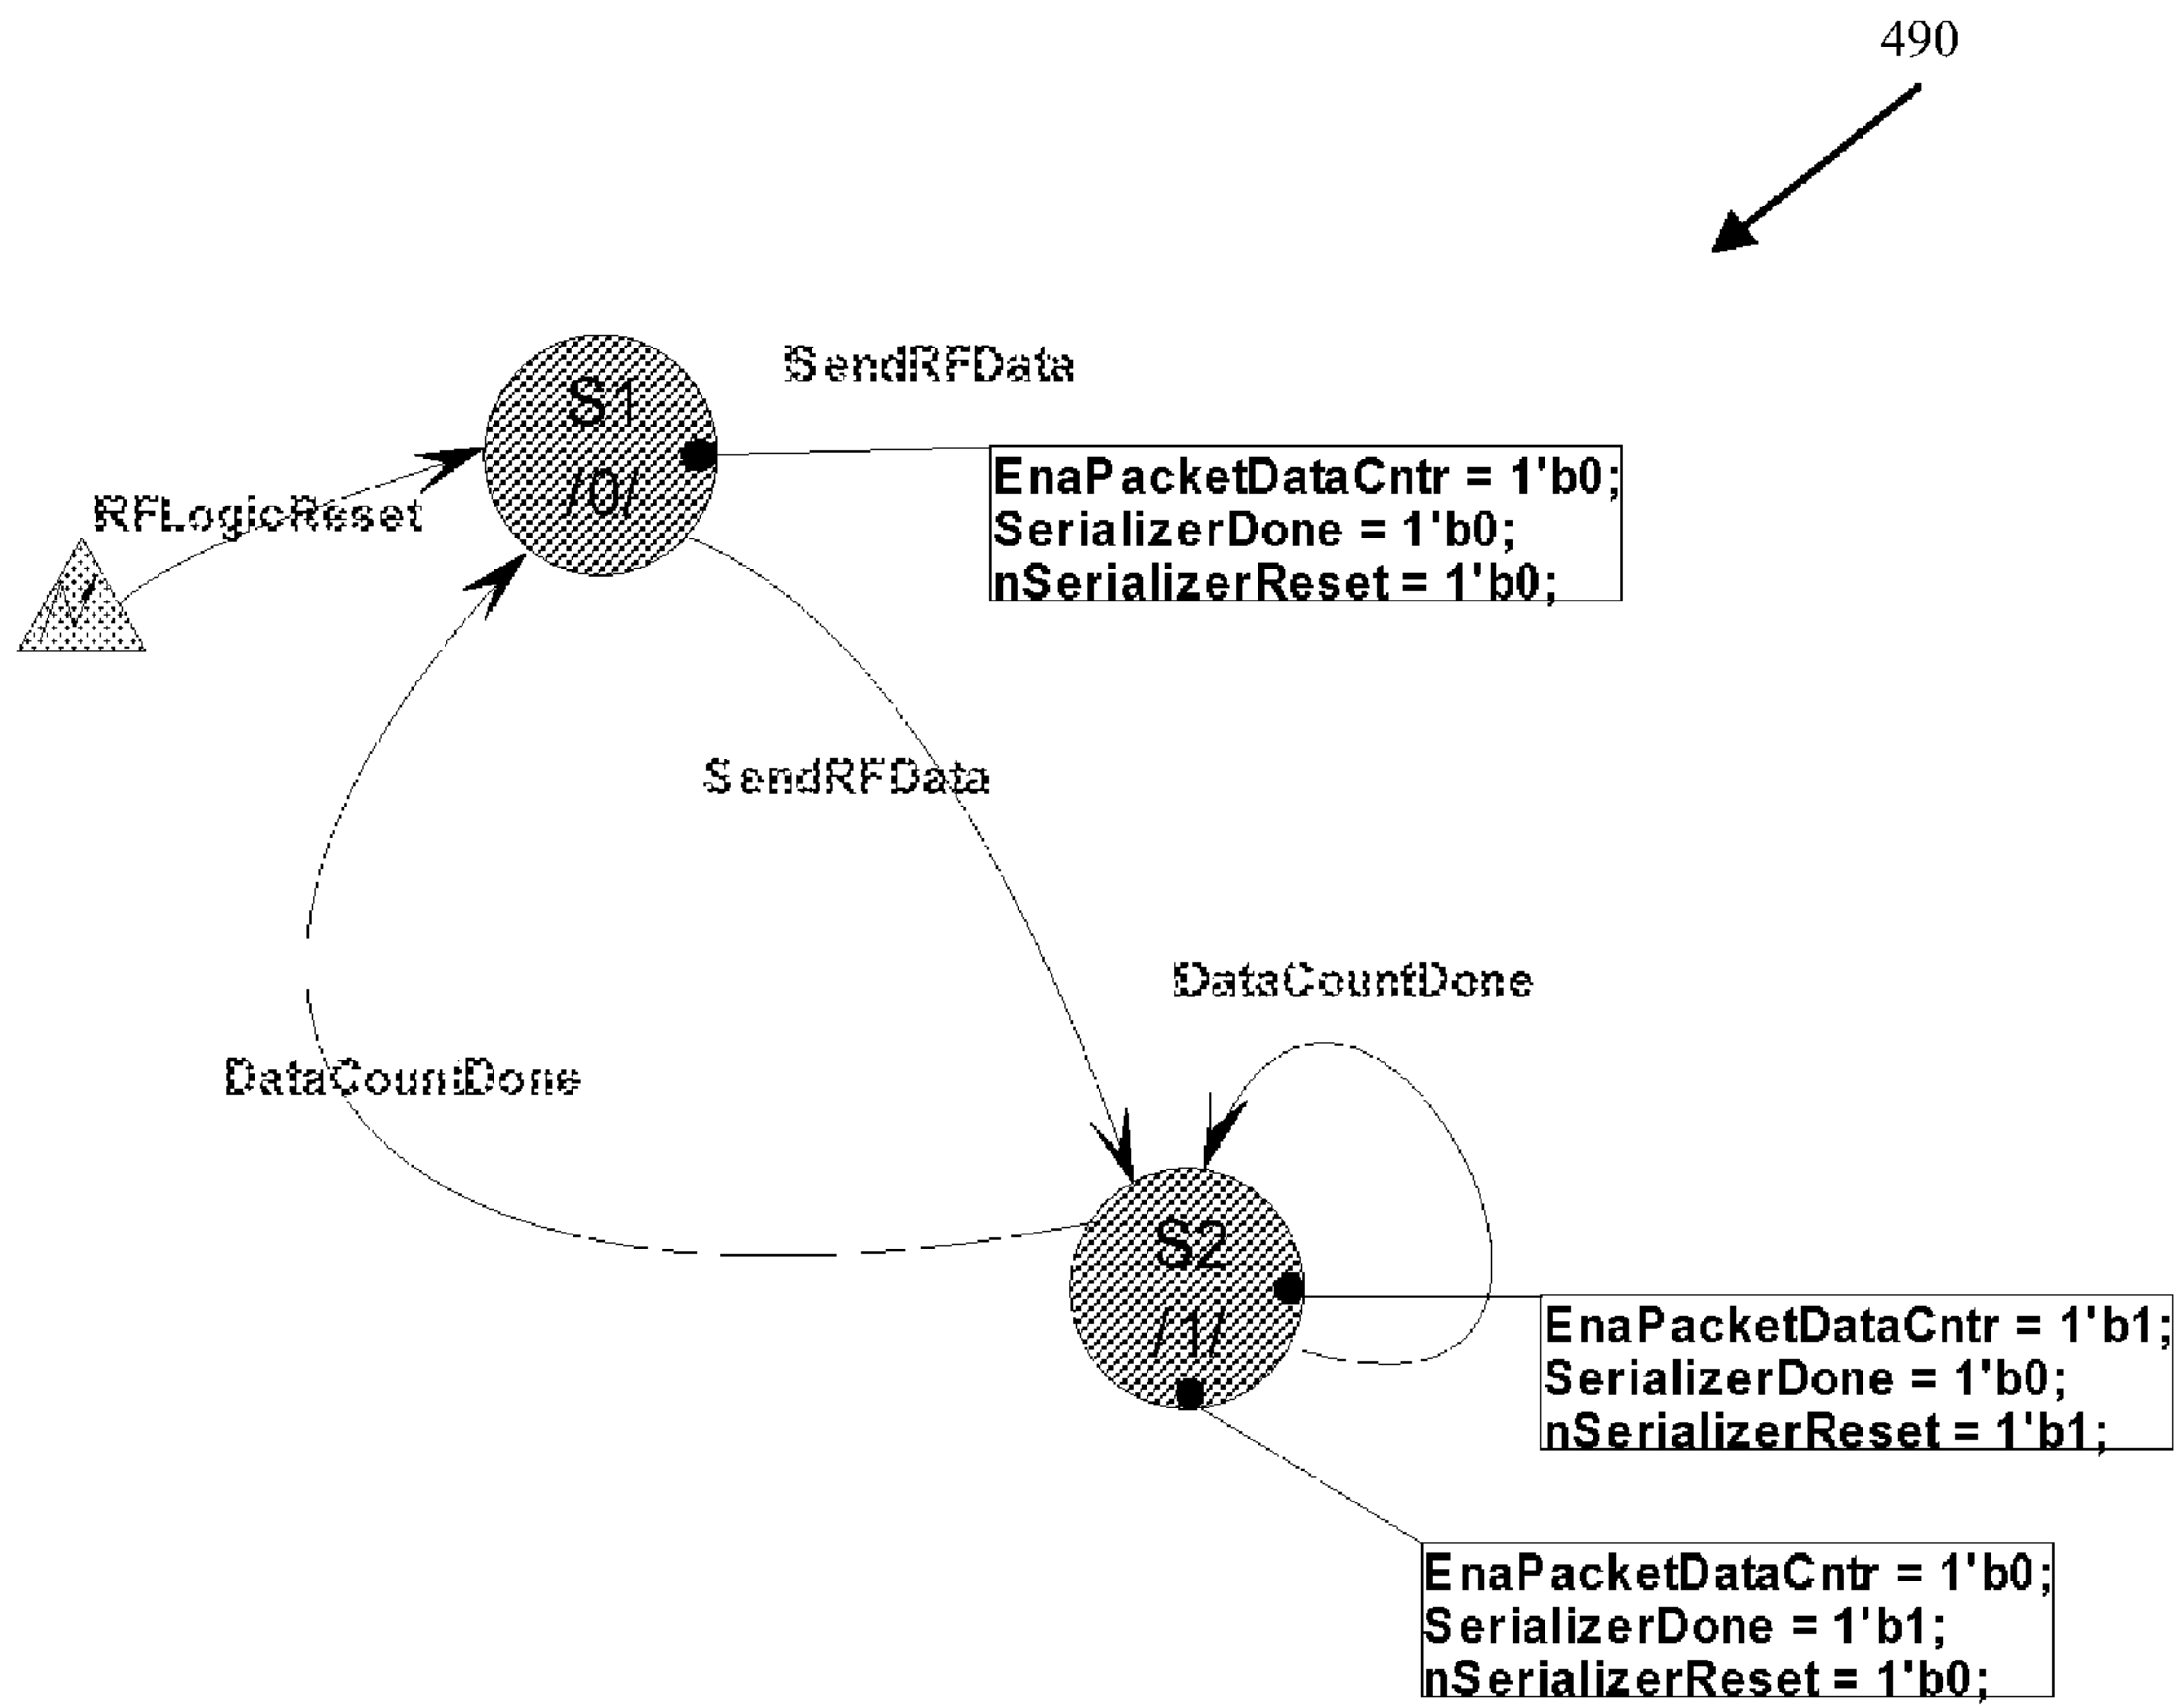 490
SendRFData
S1
/0/
EnaPacketDataCntr = 1'b0;
SerializerDone = 1'b0;
nSerializerReset = 1'b0;
RFLogicReset
SendRFData
DataCountDone
DataCountDone
S2
/1/
EnaPacketDataCntr = 1'b1;
SerializerDone = 1'b0;
nSerializerReset = 1'b1;
EnaPacketDataCntr = 1'b0;
SerializerDone = 1'b1;
nSerializerReset = 1'b0;